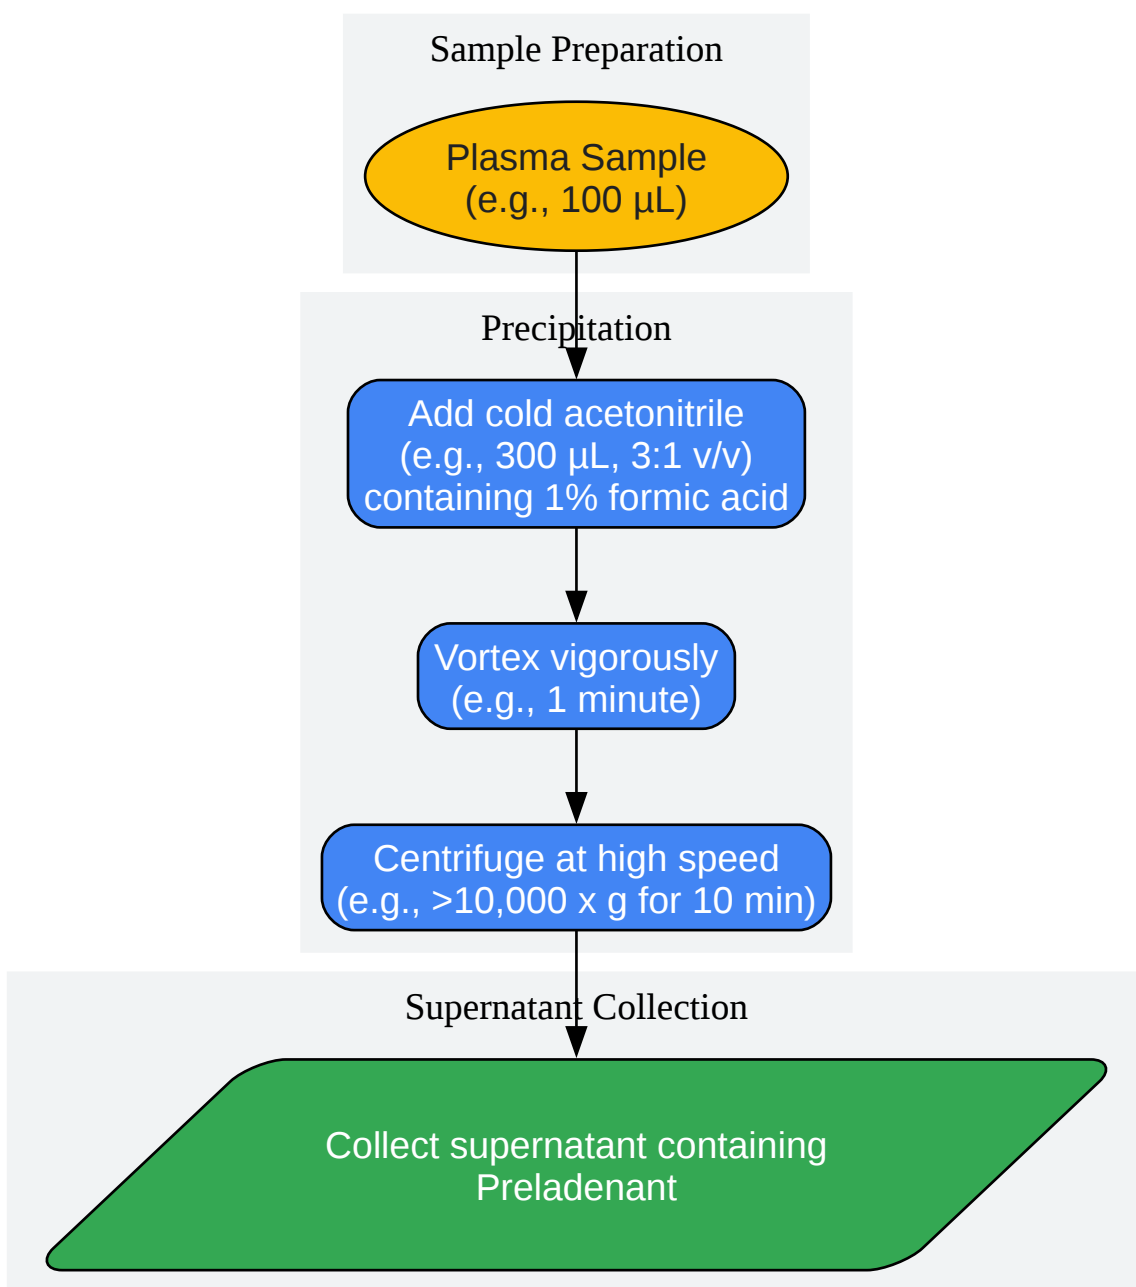 Sample Preparation
Plasma Sample
(e.g., 100 µL)
Precipitation
Add cold acetonitrile
(e.g., 300 µL, 3:1 v/v)
containing 1% formic acid
Vortex vigorously
(e.g., 1 minute)
Centrifuge at high speed
(e.g., >10,000 x g for 10 min)
Supernatant Collection
Collect supernatant containing
Preladenant